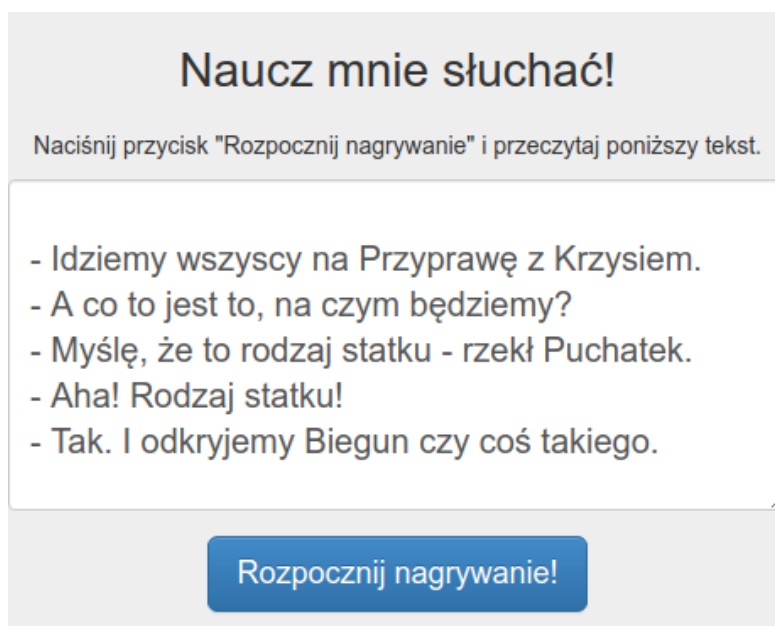 Naucz mnie słuchać!
Naciśnij przycisk "Rozpocznij nagrywanie" i przeczytaj poniższy tekst.
- Idziemy wszyscy na Przyprawę z Krzysiem.
- A co to jest to, na czym będziemy?
- Myślę, że to rodzaj statku - rzekł Puchatek.
- Aha! Rodzaj statku!
- Tak. I odkryjemy Biegun czy coś takiego.
Rozpocznij nagrywanie!